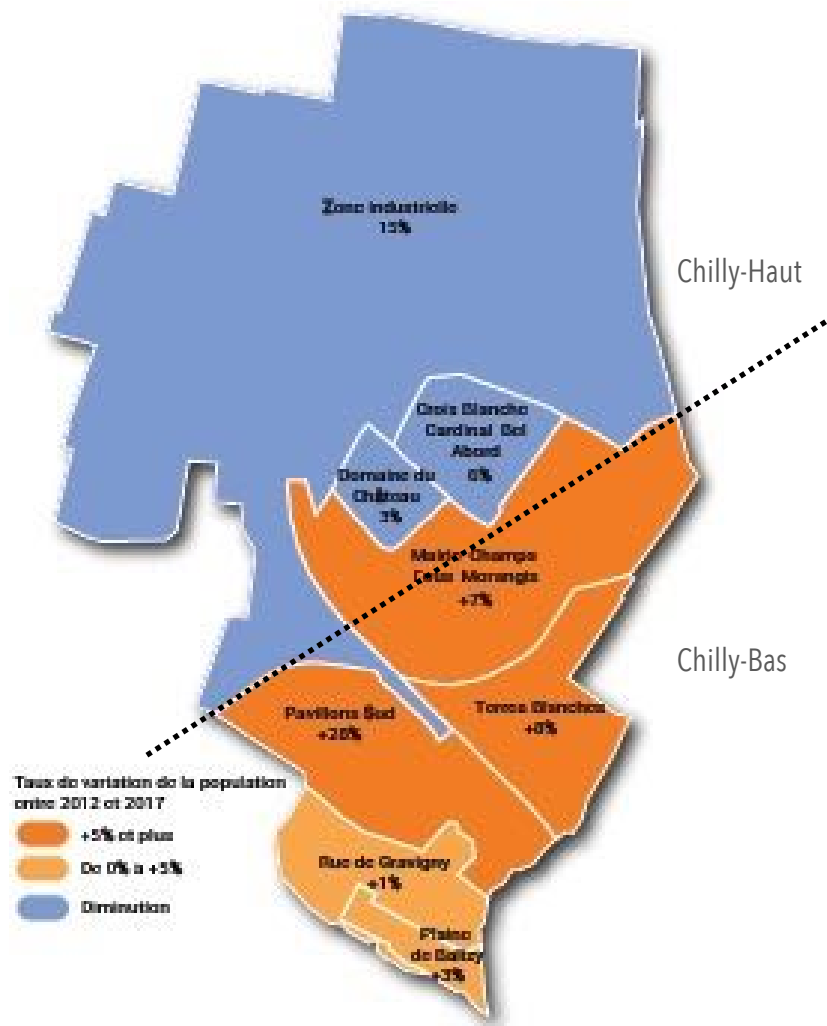 Zone Industrielle
15%
Chilly-Haut
Croix Blanche
Cardinal Bel
Abord
Domaine du
Château
3%
Mairie Champs
Morangis
+7%
Chilly-Bas
Pavillons Sud
Terres Blanches
Taux de variation de la population
entre 2012 et 2017
+5% et plus
De 0% à +5%
Diminution
Rue de Gravigny
+1%
Plaine
de Balizy
+3%